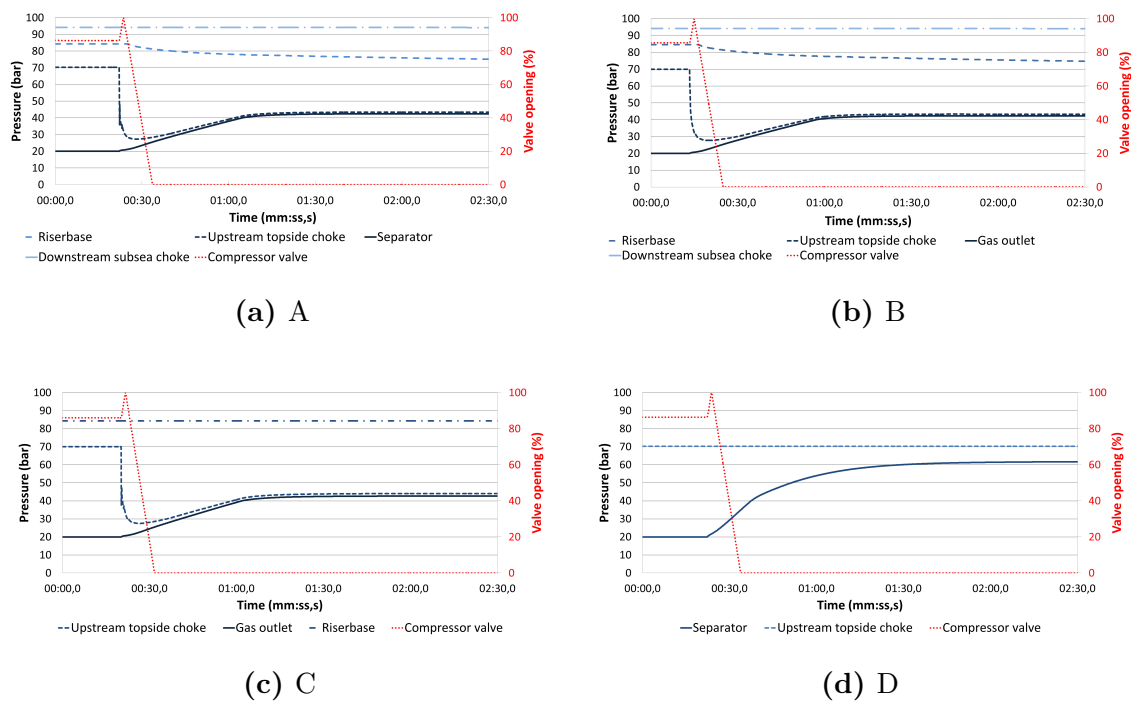 Pressure (bar)
100
90
80
70
60
50
40
30
20
10
0
100
80
60
40
20
0
Valve opening (%)
00:00,0 00:30,0 01:00,0 01:30,0 02:00,0 02:30,0
Time (mm:ss,s)
Riserbase Upstream topside choke Separator
Downstream subsea choke Compressor valve
(a) A
Pressure (bar)
100
90
80
70
60
50
40
30
20
10
0
100
80
60
40
20
0
Valve opening (%)
00:00,0 00:30,0 01:00,0 01:30,0 02:00,0 02:30,0
Time (mm:ss,s)
Riserbase Upstream topside choke Gas outlet
Downstream subsea choke Compressor valve
(b) B
Pressure (bar)
100
90
80
70
60
50
40
30
20
10
0
100
80
60
40
20
0
Valve opening (%)
00:00,0 00:30,0 01:00,0 01:30,0 02:00,0 02:30,0
Time (mm:ss,s)
Upstream topside choke Gas outlet Riserbase Compressor valve
(c) C
Pressure (bar)
100
90
80
70
60
50
40
30
20
10
0
100
80
60
40
20
0
Valve opening (%)
00:00,0 00:30,0 01:00,0 01:30,0 02:00,0 02:30,0
Time (mm:ss,s)
Separator Upstream topside choke Compressor valve
(d) D